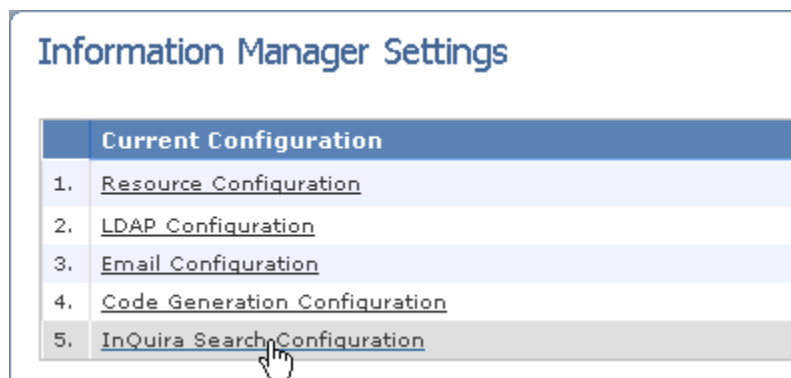 Information Manager Settings
Current Configuration
1. Resource Configuration
2. LDAP Configuration
3. Email Configuration
4. Code Generation Configuration
5. InQuira Search Configuration